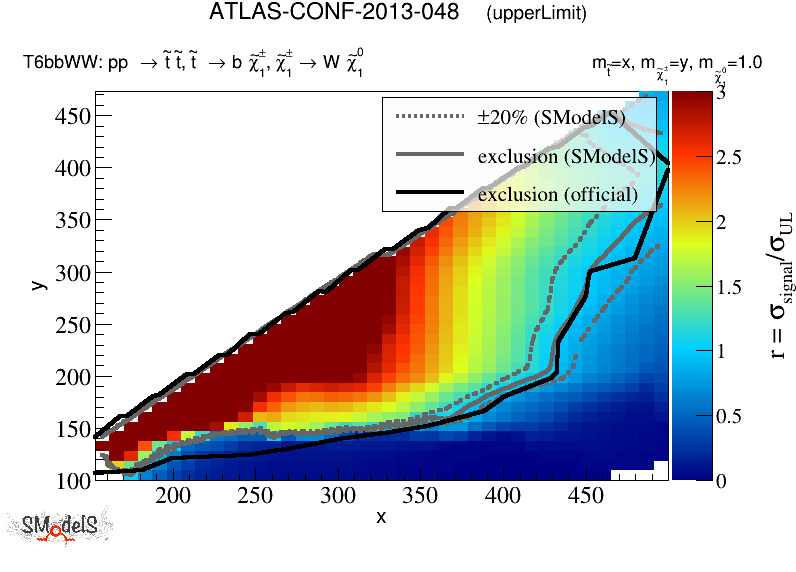 ATLAS-CONF-2013-048 (upperLimit)
T6bbWW: pp → t̃ t̃, t̃ → b χ̃₁±, χ̃₁± → W χ̃₁⁰
m_t̃=x, m_χ̃₁±=y, m_χ̃₁⁰=1.0
±20% (SModelS)
exclusion (SModelS)
exclusion (official)
450
400
350
300
250
200
150
100
y
200 250 300 350 400 450
x
3
2.5
2
1.5
1
0.5
0
r = σ_signal/σ_UL
SModelS